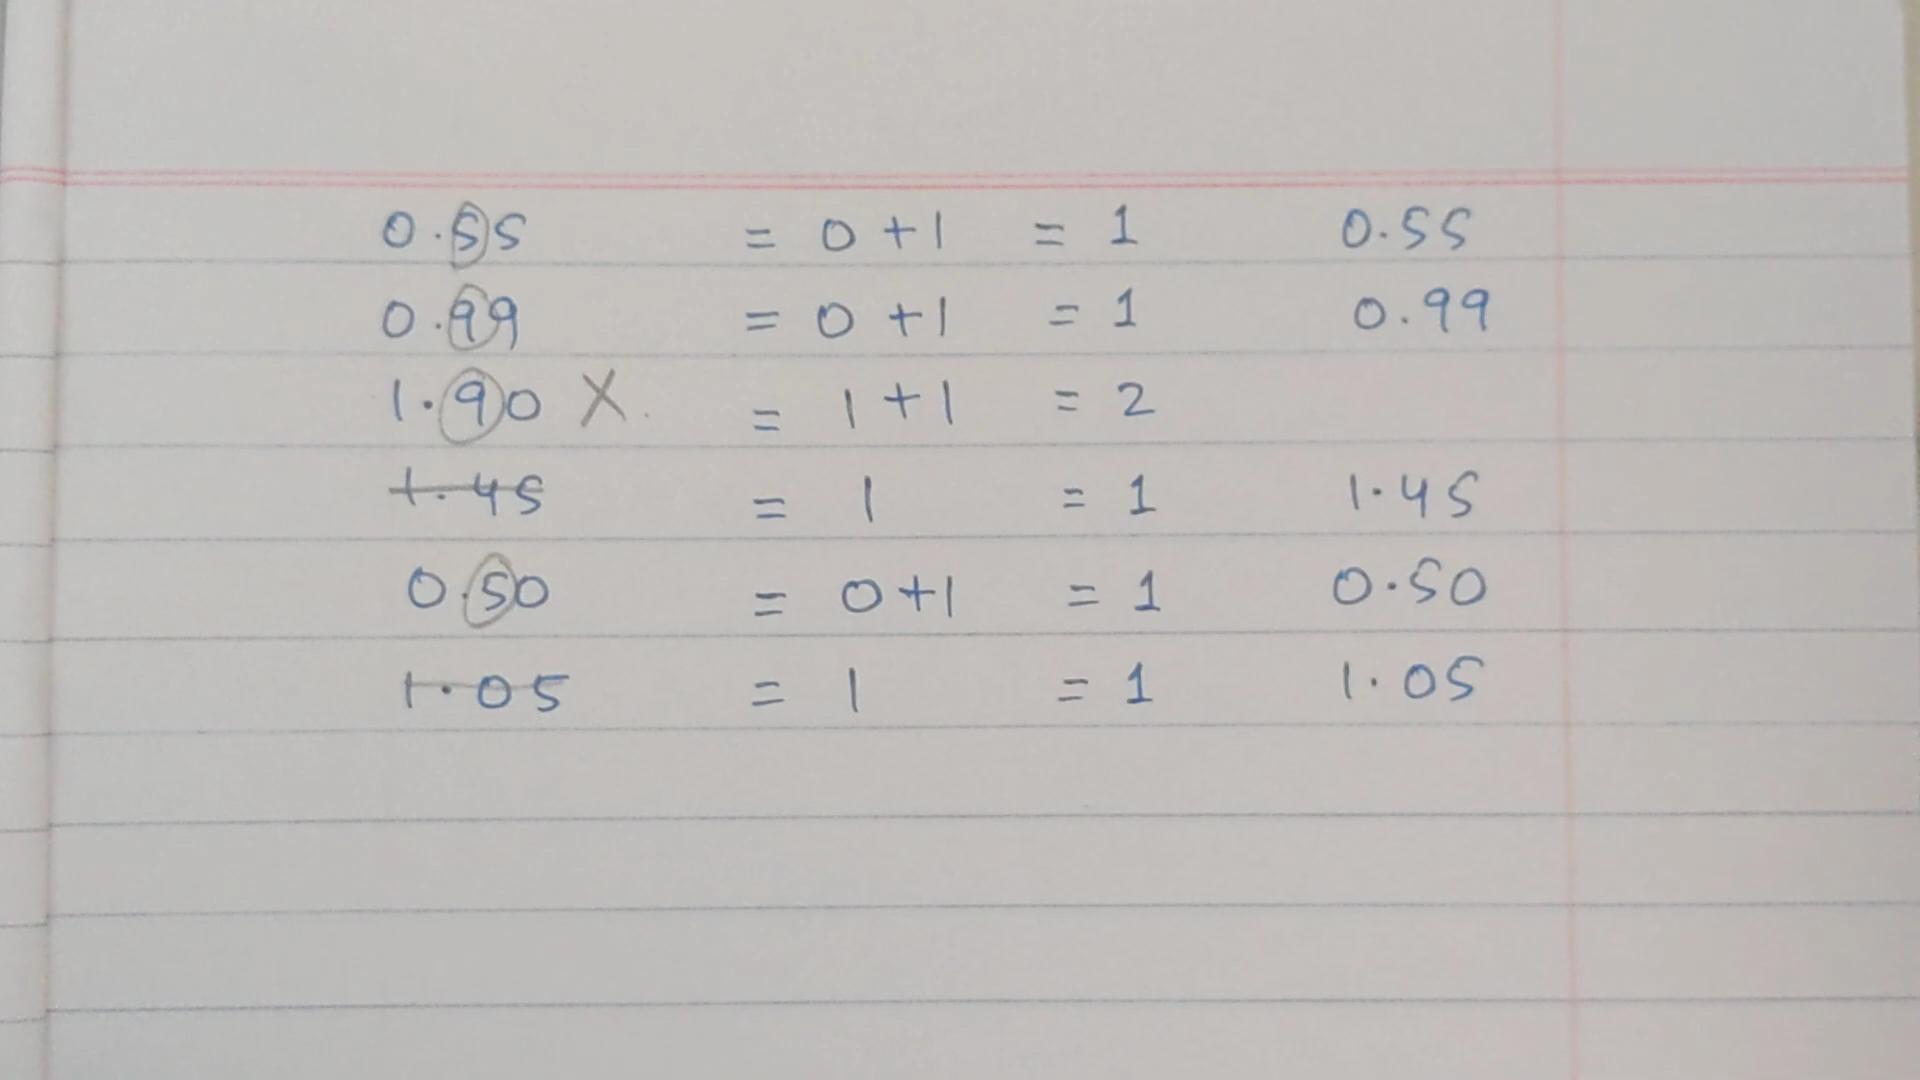 0.55 = 0+1 = 1 0.55
0.99 = 0+1 = 1 0.99
1.90 X. = 1+1 = 2
1.45 = 1 = 1 1.45
0.50 = 0+1 = 1 0.50
1.05 = 1 = 1 1.05